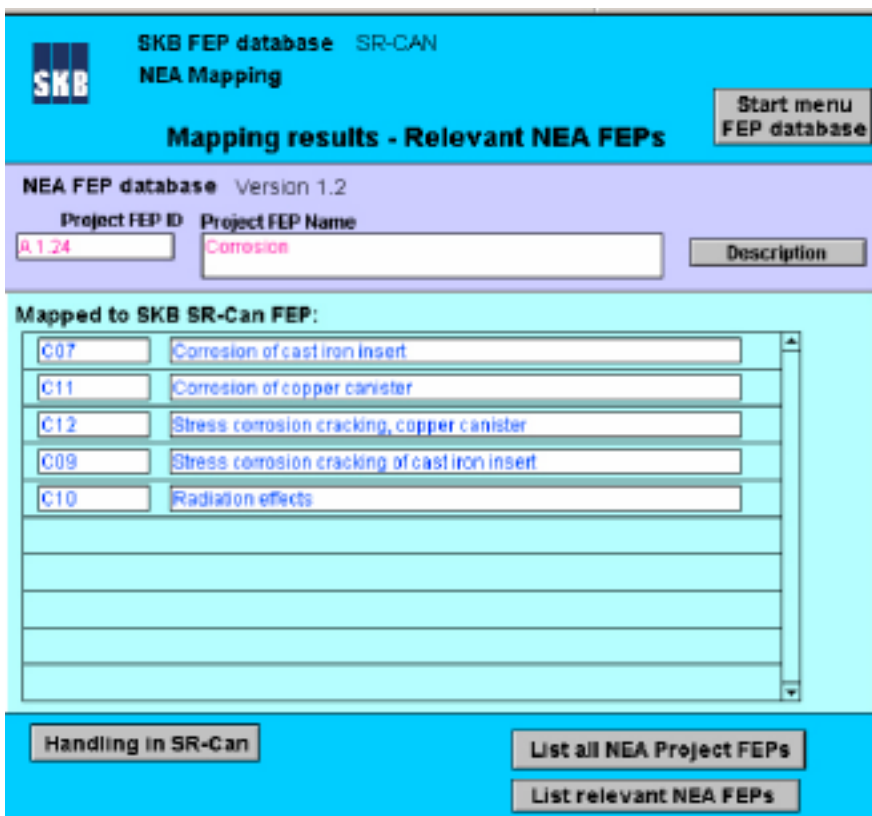 SKB
SKB FEP database SR-CAN
NEA Mapping
Mapping results - Relevant NEA FEPs
Start menu
FEP database
NEA FEP database Version 1.2
Project FEP ID Project FEP Name
A 1.24 Corrosion
Description
Mapped to SKB SR-Can FEP:
C07 Corrosion of cast iron insert
C11 Corrosion of copper canister
C12 Stress corrosion cracking, copper canister
C09 Stress corrosion cracking of cast iron insert
C10 Radiation effects
Handling in SR-Can
List all NEA Project FEPs
List relevant NEA FEPs